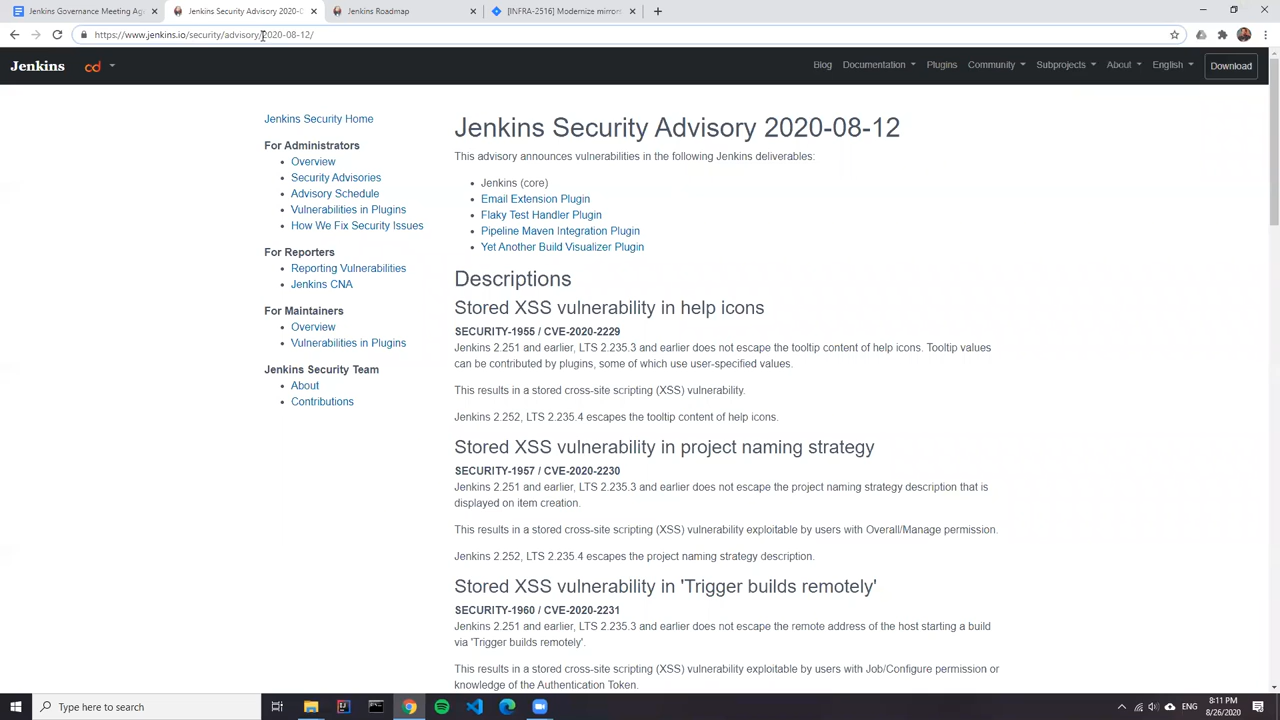 Jenkins Governance Meeting Age
Jenkins Security Advisory 2020-0
Jenkins Roadmap
[INFRA-2516] Modernize mirror
https://www.jenkins.io/security/advisory/2020-08-12/
Jenkins
cd
Blog
Documentation
Plugins
Community
Subprojects
About
English
Download
Jenkins Security Home
For Administrators
Overview
Security Advisories
Advisory Schedule
Vulnerabilities in Plugins
How We Fix Security Issues
For Reporters
Reporting Vulnerabilities
Jenkins CNA
For Maintainers
Overview
Vulnerabilities in Plugins
Jenkins Security Team
About
Contributions
Jenkins Security Advisory 2020-08-12
This advisory announces vulnerabilities in the following Jenkins deliverables:
Jenkins (core)
Email Extension Plugin
Flaky Test Handler Plugin
Pipeline Maven Integration Plugin
Yet Another Build Visualizer Plugin
Descriptions
Stored XSS vulnerability in help icons
SECURITY-1955 / CVE-2020-2229
Jenkins 2.251 and earlier, LTS 2.235.3 and earlier does not escape the tooltip content of help icons. Tooltip values
can be contributed by plugins, some of which use user-specified values.
This results in a stored cross-site scripting (XSS) vulnerability.
Jenkins 2.252, LTS 2.235.4 escapes the tooltip content of help icons.
Stored XSS vulnerability in project naming strategy
SECURITY-1957 / CVE-2020-2230
Jenkins 2.251 and earlier, LTS 2.235.3 and earlier does not escape the project naming strategy description that is
displayed on item creation.
This results in a stored cross-site scripting (XSS) vulnerability exploitable by users with Overall/Manage permission.
Jenkins 2.252, LTS 2.235.4 escapes the project naming strategy description.
Stored XSS vulnerability in 'Trigger builds remotely'
SECURITY-1960 / CVE-2020-2231
Jenkins 2.251 and earlier, LTS 2.235.3 and earlier does not escape the remote address of the host starting a build
via 'Trigger builds remotely'.
This results in a stored cross-site scripting (XSS) vulnerability exploitable by users with Job/Configure permission or
knowledge of the Authentication Token.
Type here to search
ENG
8:11 PM
8/26/2020